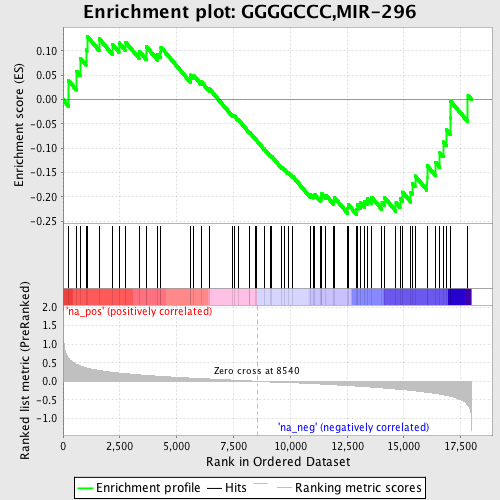 Enrichment plot: GGGGCCC,MIR-296
Enrichment score (ES)
0.10
0.05
0.00
-0.05
-0.10
-0.15
-0.20
-0.25
'na_pos' (positively correlated)
Ranked list metric (PreRanked)
2.0
1.5
1.0
0.5
0.0
-0.5
-1.0
Zero cross at 8540
'na_neg' (negatively correlated)
0 2,500 5,000 7,500 10,000 12,500 15,000 17,500
Rank in Ordered Dataset
Enrichment profile Hits Ranking metric scores